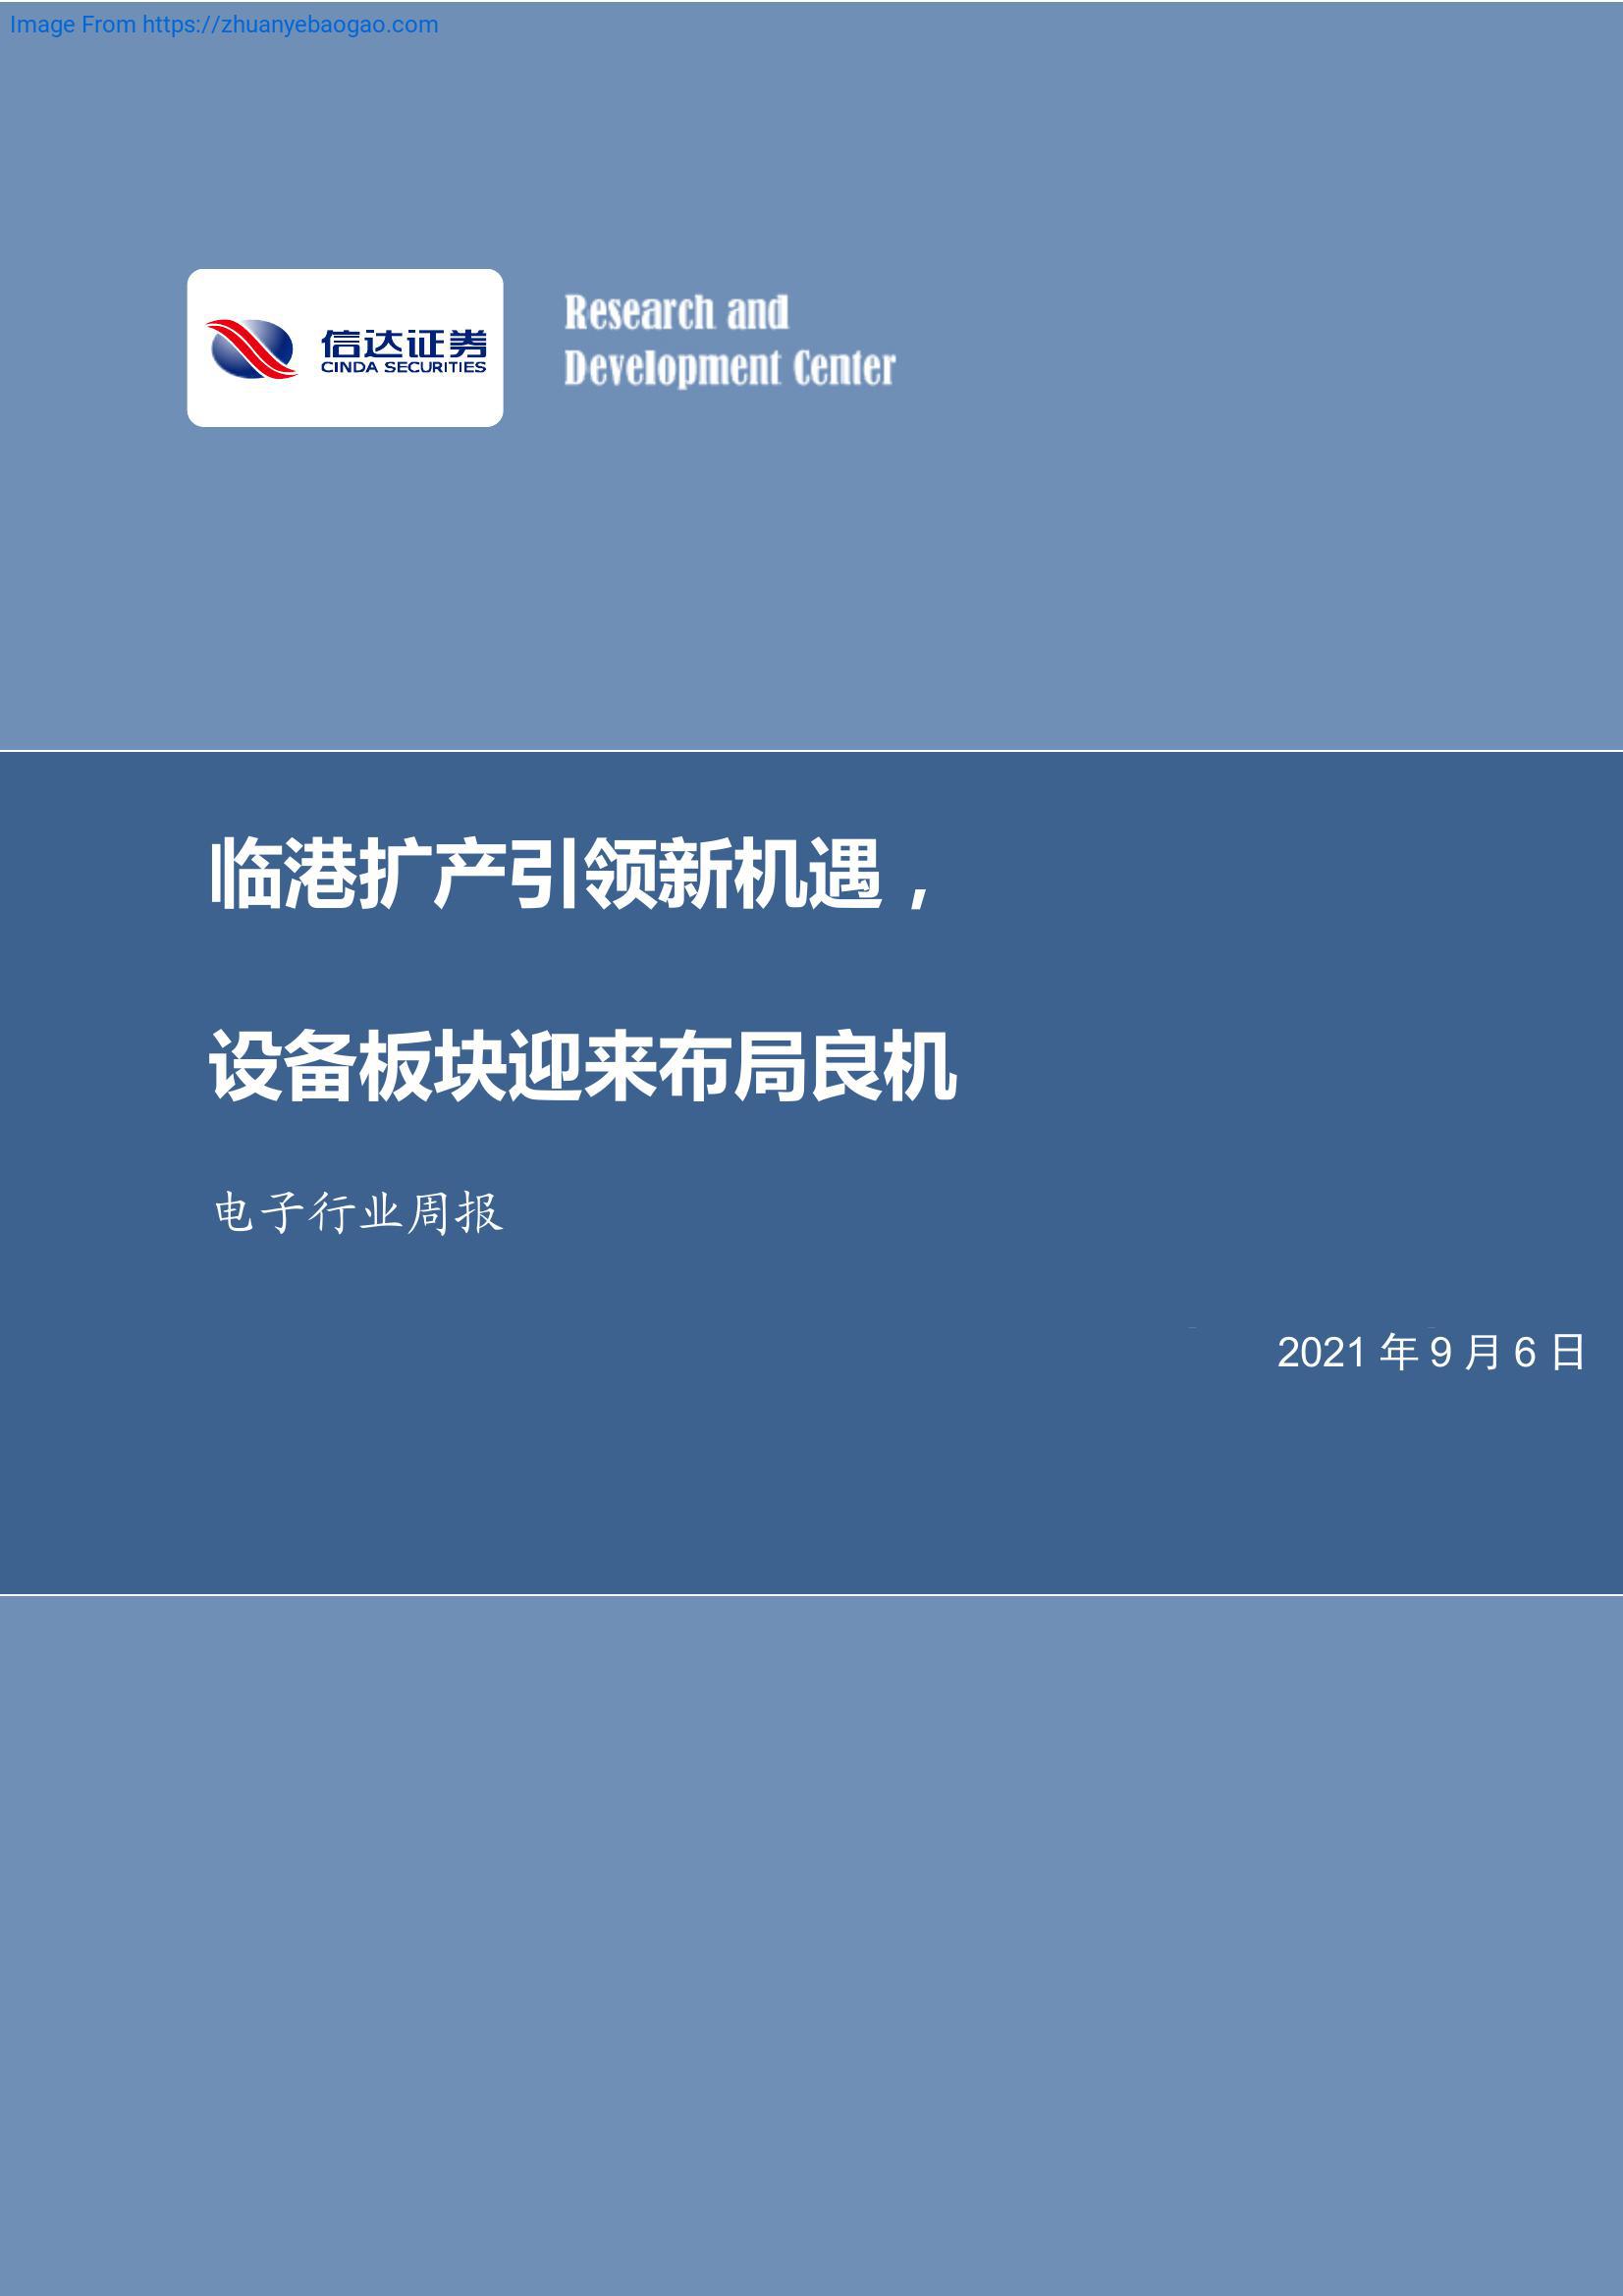 Image From https://zhuanyebaogao.com
信达证券
CINDA SECURITIES
Research and
Development Center
临港扩产引领新机遇，
设备板块迎来布局良机
电子行业周报
2021 年 9 月 6 日